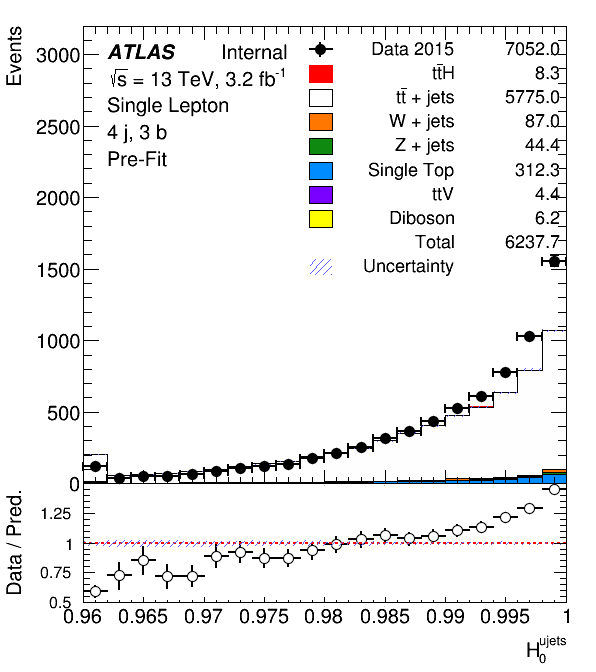 Events
3000
2500
2000
1500
1000
500
0
ATLAS Internal
√s = 13 TeV, 3.2 fb⁻¹
Single Lepton
4 j, 3 b
Pre-Fit
Data 2015 7052.0
tt̄H 8.3
tt̄ + jets 5775.0
W + jets 87.0
Z + jets 44.4
Single Top 312.3
ttV 4.4
Diboson 6.2
Total 6237.7
Uncertainty
Data / Pred.
1.25
1
0.75
0.5
0.96 0.965 0.97 0.975 0.98 0.985 0.99 0.995 1
H₀ᵘʲᵉᵗˢ